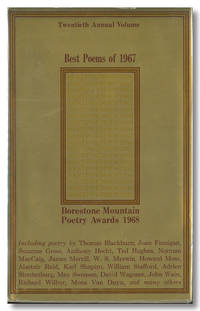 Twentieth Annual Volume
Best Poems of 1967
Borestone Mountain
Poetry Awards 1968
Including poetry by Thomas Blackburn, Joan Finnigan,
Suzanne Gross, Anthony Hecht, Ted Hughes, Norman
MacCaig, James Merrill, W. S. Merwin, Howard Moss,
Alastair Reid, Karl Shapiro, William Stafford, Adrien
Stoutenburg, May Swenson, David Wagoner, John Wain,
Richard Wilbur, Mona Van Duyn, and many others